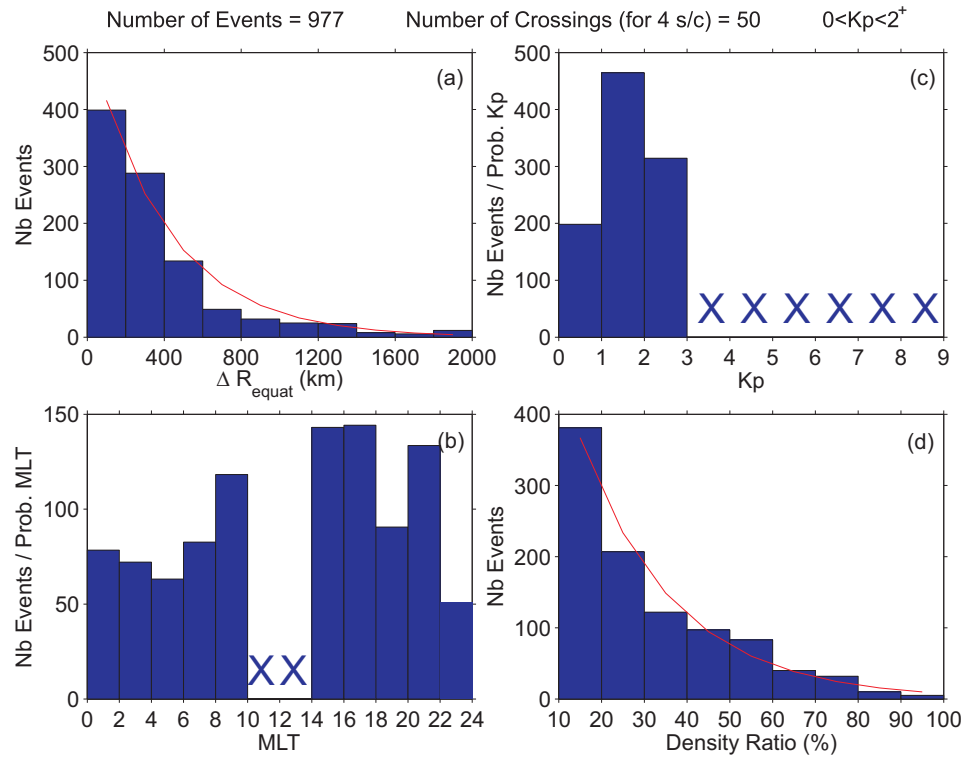 Number of Events = 977 Number of Crossings (for 4 s/c) = 50 0<Kp<2+
500
400
300
200
100
0
Nb Events
(a)
0 400 800 1200 1600 2000
Δ R equat (km)
500
400
300
200
100
0
Nb Events / Prob. Kp
(c)
X X X X X X
0 1 2 3 4 5 6 7 8 9
Kp
150
100
50
0
Nb Events / Prob. MLT
(b)
X X
0 2 4 6 8 10 12 14 16 18 20 22 24
MLT
400
300
200
100
0
Nb Events
(d)
10 20 30 40 50 60 70 80 90 100
Density Ratio (%)